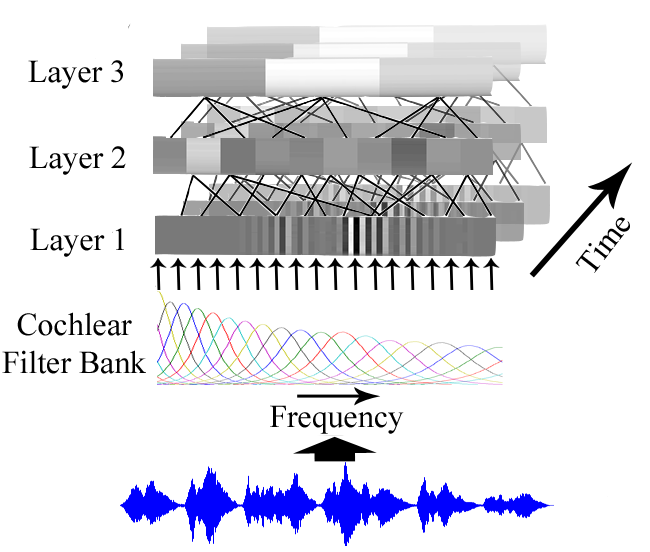 Layer 3
Layer 2
Layer 1
Time
Cochlear
Filter Bank
Frequency